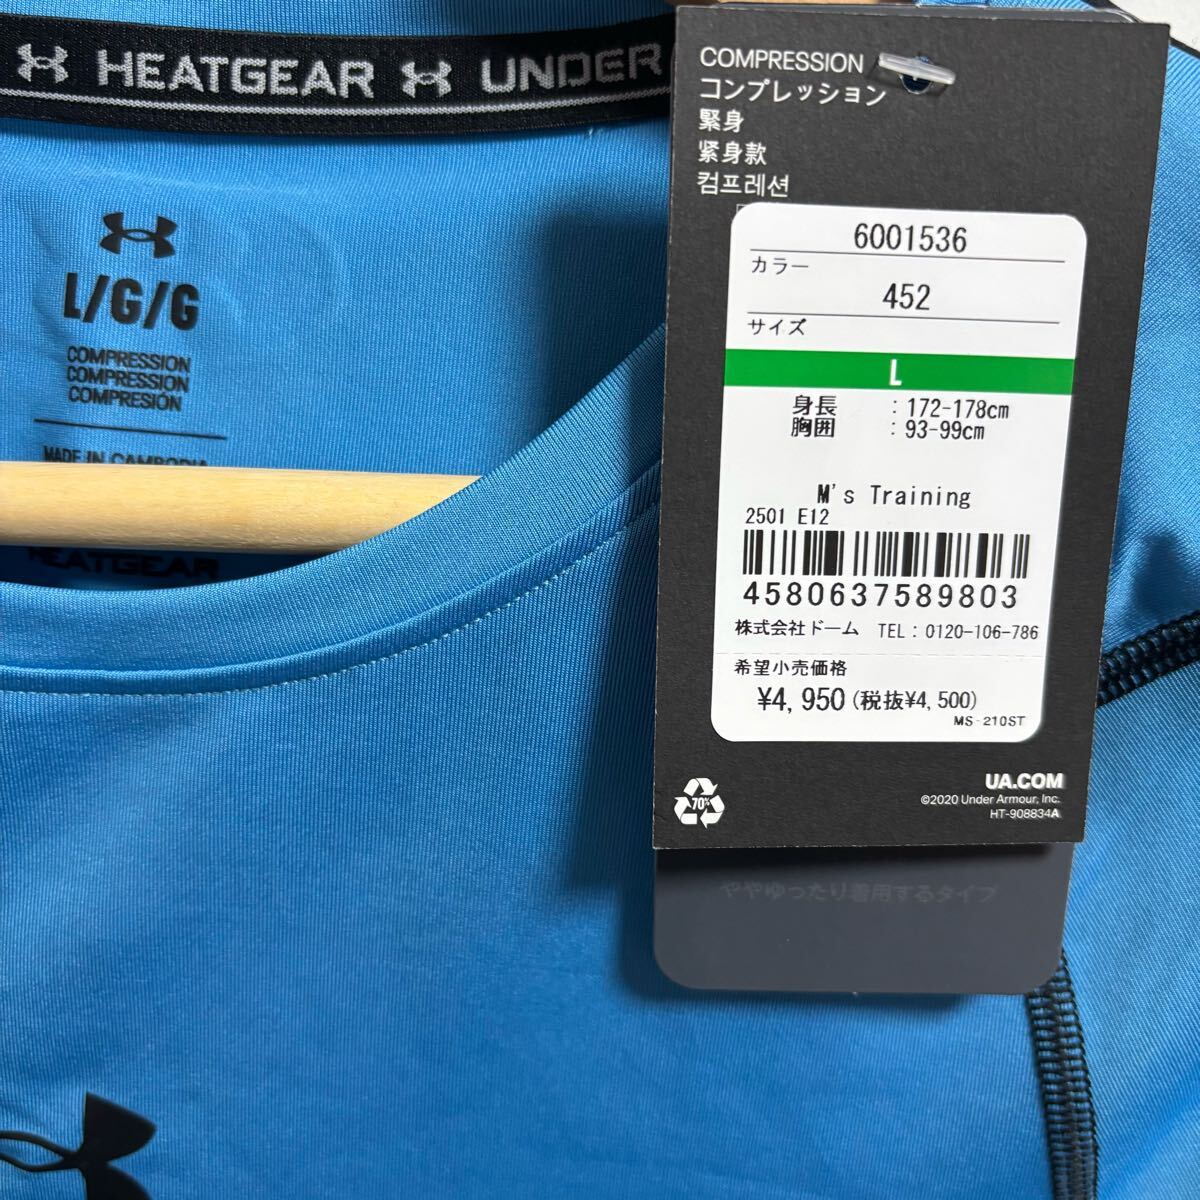 HEATGEAR UNDER
L/G/G
COMPRESSION
COMPRESSION
COMPRESIÓN
MADE IN CAMBODIA
HEATGEAR
COMPRESSION
コンプレッション
緊身
紧身款
컴프레션
6001536
カラー
452
サイズ
L
身長 : 172-178cm
胸囲 : 93-99cm
M's Training
2501 E12
4580637589803
株式会社ドーム TEL : 0120-106-786
希望小売価格
¥4,950 (税抜¥4,500)
MS-210ST
70%
UA.COM
©2020 Under Armour, Inc.
HT-908834A
ややゆったり着用するタイプ